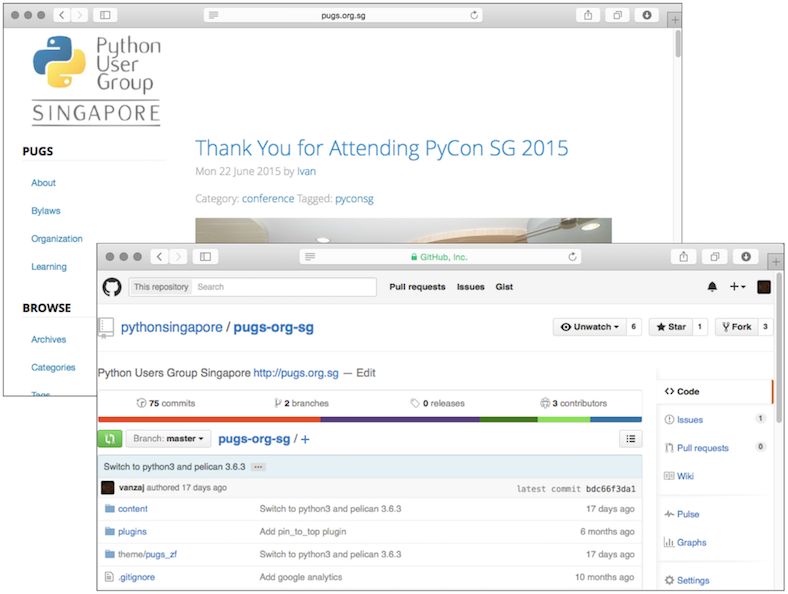 pugs.org.sg
Python
User
Group
SINGAPORE
PUGS
About
Bylaws
Organization
Learning
BROWSE
Archives
Categories
Tags
Thank You for Attending PyCon SG 2015
Mon 22 June 2015 by Ivan
Category: conference Tagged: pyconsg
GitHub, Inc.
This repository Search Pull requests Issues Gist
pythonsingapore / pugs-org-sg Unwatch 6 Star 1 Fork 3
Python Users Group Singapore http://pugs.org.sg — Edit
75 commits 2 branches 0 releases 3 contributors
Branch: master pugs-org-sg / +
Switch to python3 and pelican 3.6.3 ...
vanzaj authored 17 days ago latest commit bdc66f3da1
content Switch to python3 and pelican 3.6.3 17 days ago
plugins Add pin_to_top plugin 6 months ago
theme/pugs_zf Switch to python3 and pelican 3.6.3 17 days ago
.gitignore Add google analytics 10 months ago
Code
Issues 1
Pull requests 0
Wiki
Pulse
Graphs
Settings